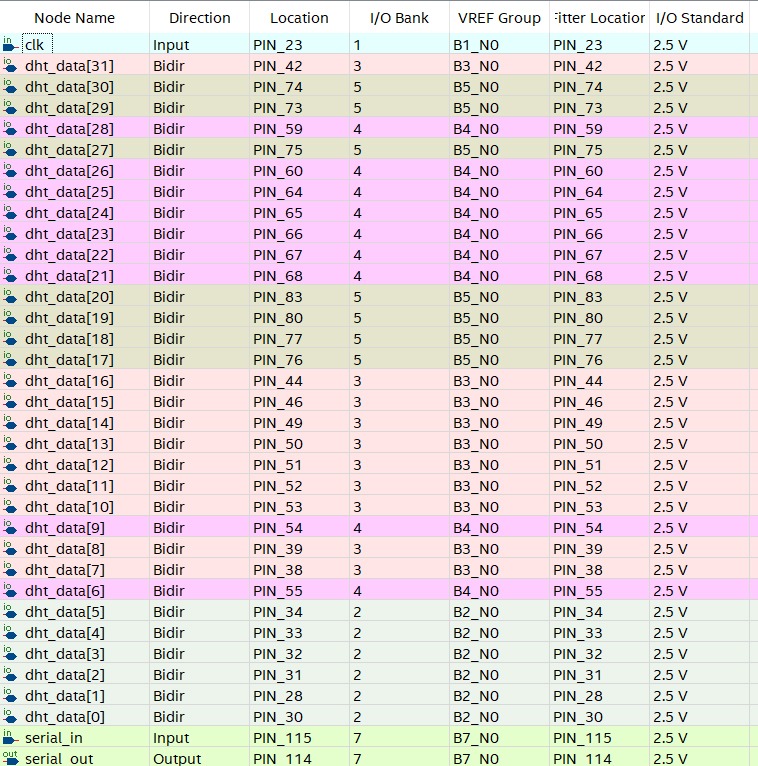 Node Name Direction Location I/O Bank VREF Group Fitter Location I/O Standard
in clk Input PIN_23 1 B1_N0 PIN_23 2.5 V
io dht_data[31] Bidir PIN_42 3 B3_N0 PIN_42 2.5 V
io dht_data[30] Bidir PIN_74 5 B5_N0 PIN_74 2.5 V
io dht_data[29] Bidir PIN_73 5 B5_N0 PIN_73 2.5 V
io dht_data[28] Bidir PIN_59 4 B4_N0 PIN_59 2.5 V
io dht_data[27] Bidir PIN_75 5 B5_N0 PIN_75 2.5 V
io dht_data[26] Bidir PIN_60 4 B4_N0 PIN_60 2.5 V
io dht_data[25] Bidir PIN_64 4 B4_N0 PIN_64 2.5 V
io dht_data[24] Bidir PIN_65 4 B4_N0 PIN_65 2.5 V
io dht_data[23] Bidir PIN_66 4 B4_N0 PIN_66 2.5 V
io dht_data[22] Bidir PIN_67 4 B4_N0 PIN_67 2.5 V
io dht_data[21] Bidir PIN_68 4 B4_N0 PIN_68 2.5 V
io dht_data[20] Bidir PIN_83 5 B5_N0 PIN_83 2.5 V
io dht_data[19] Bidir PIN_80 5 B5_N0 PIN_80 2.5 V
io dht_data[18] Bidir PIN_77 5 B5_N0 PIN_77 2.5 V
io dht_data[17] Bidir PIN_76 5 B5_N0 PIN_76 2.5 V
io dht_data[16] Bidir PIN_44 3 B3_N0 PIN_44 2.5 V
io dht_data[15] Bidir PIN_46 3 B3_N0 PIN_46 2.5 V
io dht_data[14] Bidir PIN_49 3 B3_N0 PIN_49 2.5 V
io dht_data[13] Bidir PIN_50 3 B3_N0 PIN_50 2.5 V
io dht_data[12] Bidir PIN_51 3 B3_N0 PIN_51 2.5 V
io dht_data[11] Bidir PIN_52 3 B3_N0 PIN_52 2.5 V
io dht_data[10] Bidir PIN_53 3 B3_N0 PIN_53 2.5 V
io dht_data[9] Bidir PIN_54 4 B4_N0 PIN_54 2.5 V
io dht_data[8] Bidir PIN_39 3 B3_N0 PIN_39 2.5 V
io dht_data[7] Bidir PIN_38 3 B3_N0 PIN_38 2.5 V
io dht_data[6] Bidir PIN_55 4 B4_N0 PIN_55 2.5 V
io dht_data[5] Bidir PIN_34 2 B2_N0 PIN_34 2.5 V
io dht_data[4] Bidir PIN_33 2 B2_N0 PIN_33 2.5 V
io dht_data[3] Bidir PIN_32 2 B2_N0 PIN_32 2.5 V
io dht_data[2] Bidir PIN_31 2 B2_N0 PIN_31 2.5 V
io dht_data[1] Bidir PIN_28 2 B2_N0 PIN_28 2.5 V
io dht_data[0] Bidir PIN_30 2 B2_N0 PIN_30 2.5 V
in serial_in Input PIN_115 7 B7_N0 PIN_115 2.5 V
out serial_out Output PIN_114 7 B7_N0 PIN_114 2.5 V